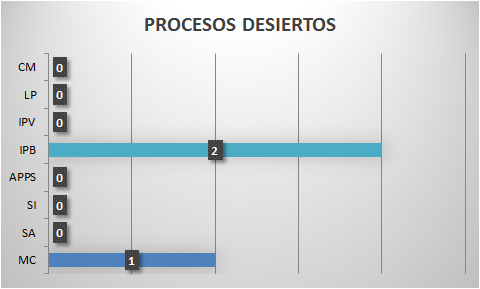 PROCESOS DESIERTOS
CM 0
LP 0
IPV 0
IPB 2
APPS 0
SI 0
SA 0
MC 1